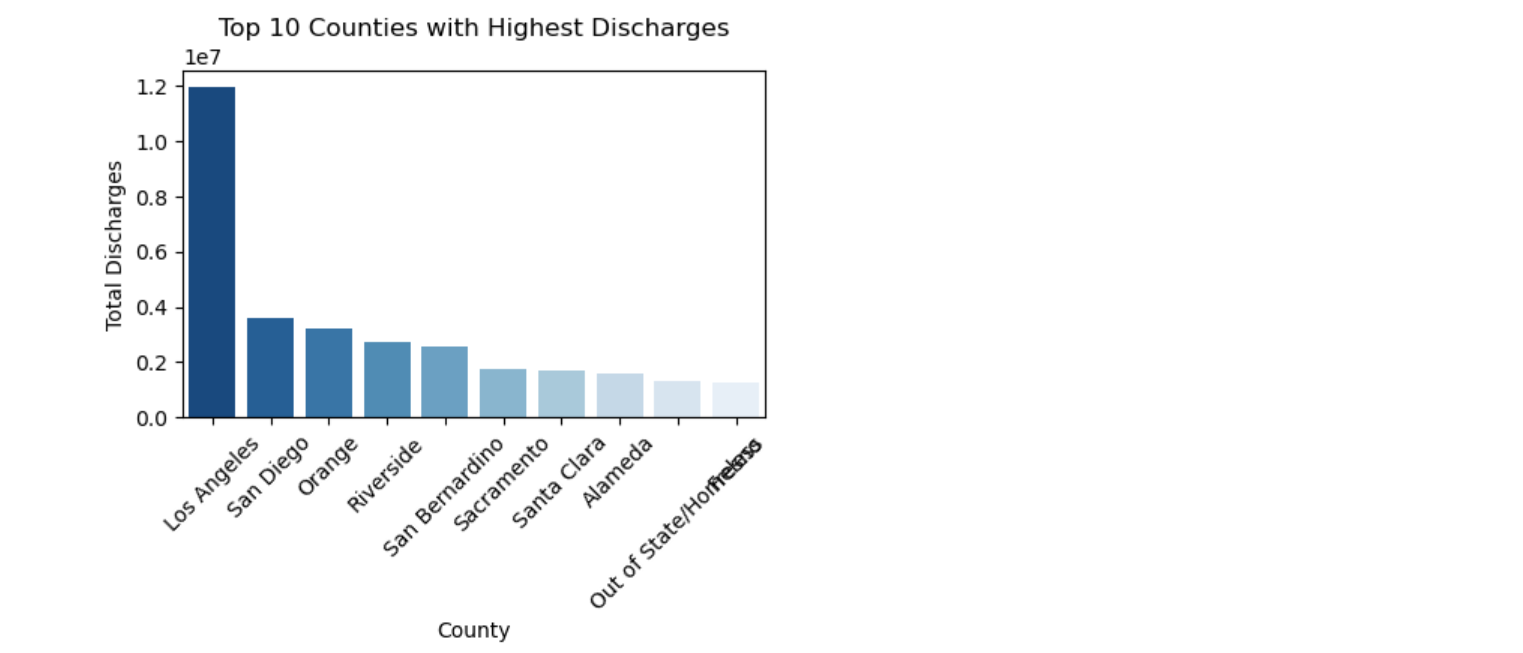 Top 10 Counties with Highest Discharges
1e7
1.2
1.0
0.8
0.6
0.4
0.2
0.0
Total Discharges
Los Angeles
San Diego
Orange
Riverside
San Bernardino
Sacramento
Santa Clara
Alameda
Out of State/Homeless
Fresno
County